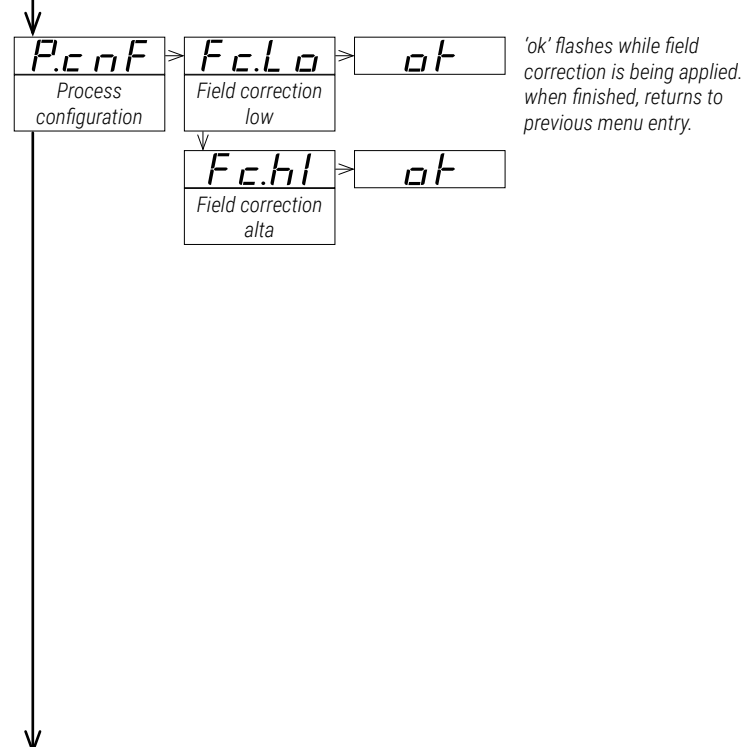 P.cnF
Process
configuration
Fc.Lo
Field correction
low
ok
'ok' flashes while field
correction is being applied.
when finished, returns to
previous menu entry.
Fc.hI
Field correction
alta
ok